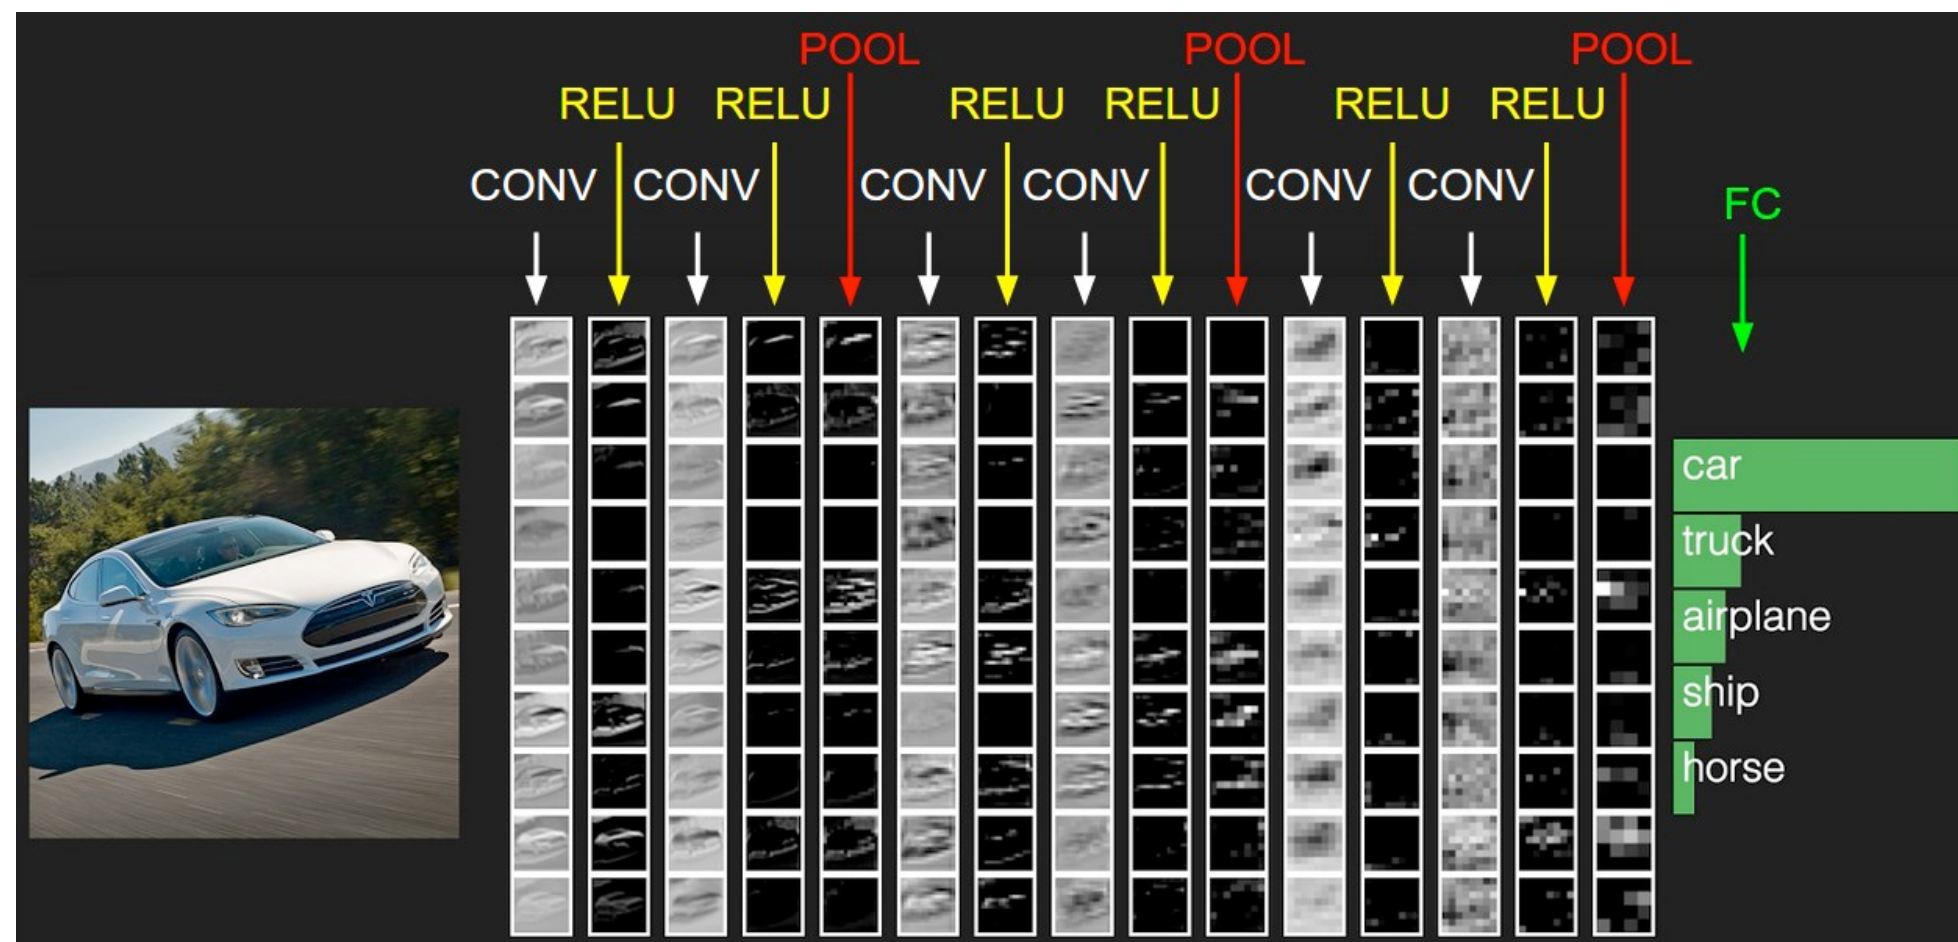 POOL POOL POOL
RELU RELU RELU RELU RELU RELU
CONV CONV CONV CONV CONV CONV
FC
car
truck
airplane
ship
horse